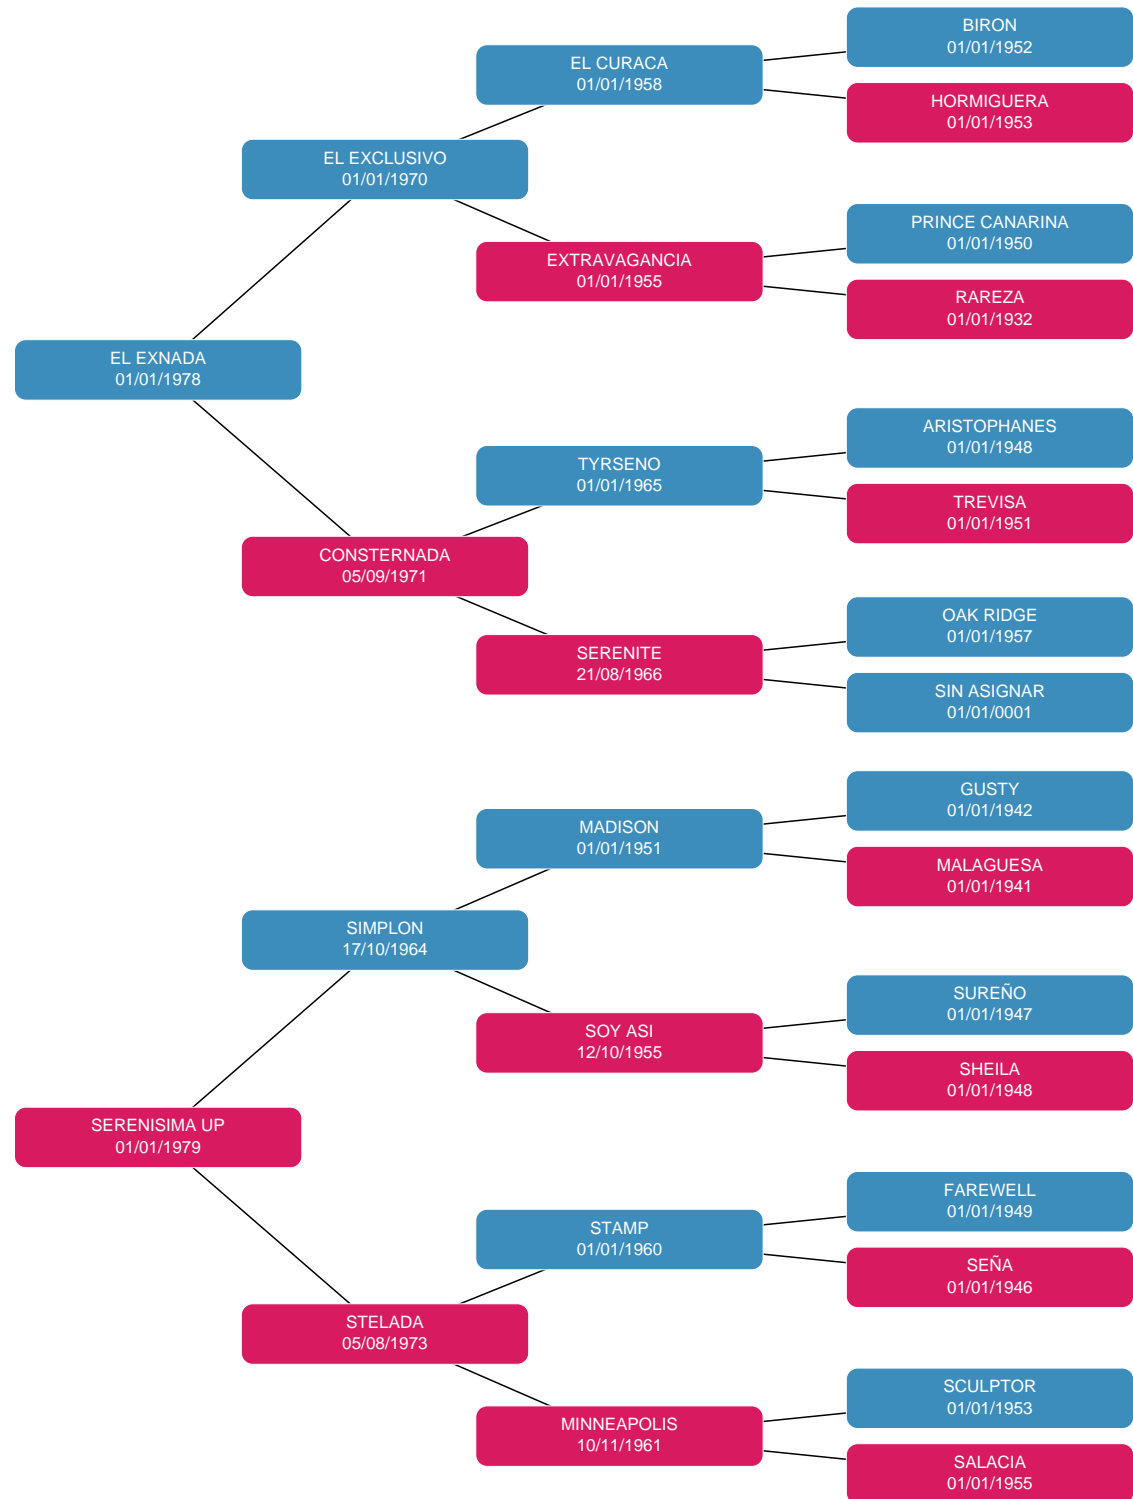 BIRON
01/01/1952
EL CURACA
01/01/1958
HORMIGUERA
01/01/1953
EL EXCLUSIVO
01/01/1970
PRINCE CANARINA
01/01/1950
EXTRAVAGANCIA
01/01/1955
RAREZA
01/01/1932
EL EXNADA
01/01/1978
ARISTOPHANES
01/01/1948
TYRSENO
01/01/1965
TREVISA
01/01/1951
CONSTERNADA
05/09/1971
OAK RIDGE
01/01/1957
SERENITE
21/08/1966
SIN ASIGNAR
01/01/0001
GUSTY
01/01/1942
MADISON
01/01/1951
MALAGUESA
01/01/1941
SIMPLON
17/10/1964
SUREÑO
01/01/1947
SOY ASI
12/10/1955
SHEILA
01/01/1948
SERENISIMA UP
01/01/1979
FAREWELL
01/01/1949
STAMP
01/01/1960
SEÑA
01/01/1946
STELADA
05/08/1973
SCULPTOR
01/01/1953
MINNEAPOLIS
10/11/1961
SALACIA
01/01/1955